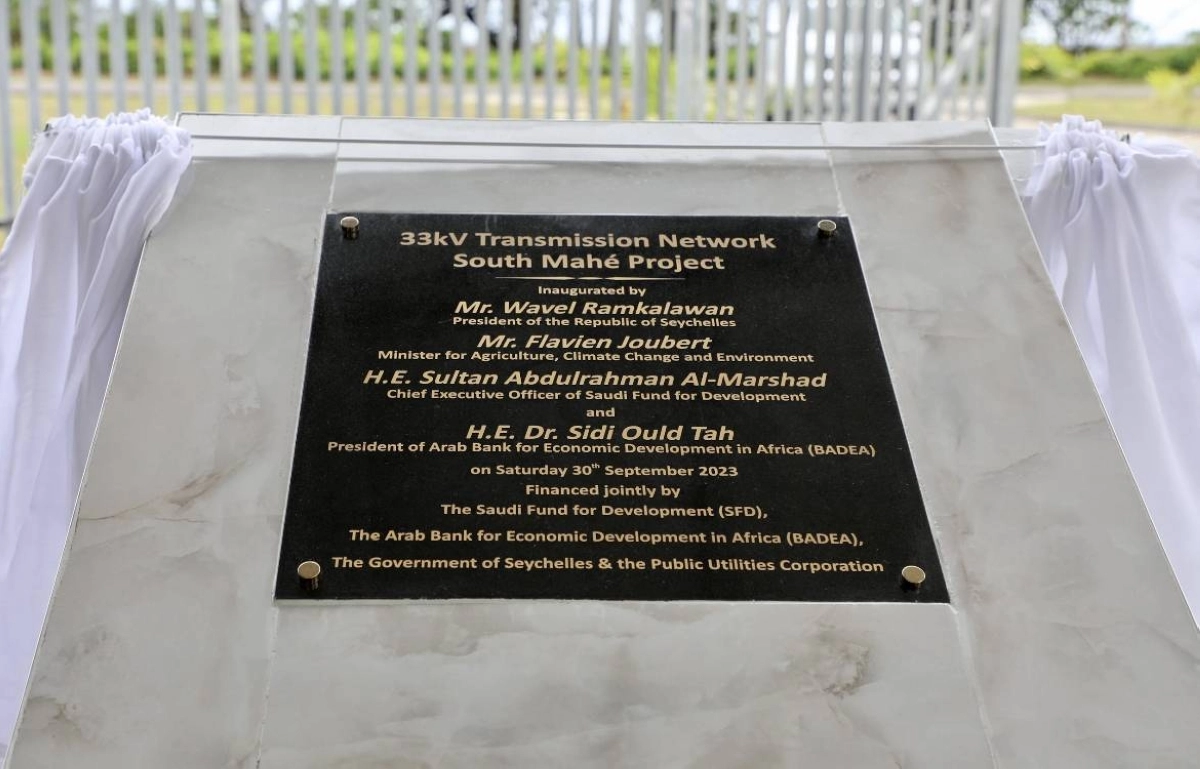 33kV Transmission Network
South Mahé Project
Inaugurated by
Mr. Wavel Ramkalawan
President of the Republic of Seychelles
Mr. Flavien Joubert
Minister for Agriculture, Climate Change and Environment
H.E. Sultan Abdulrahman Al-Marshad
Chief Executive Officer of Saudi Fund for Development
and
H.E. Dr. Sidi Ould Tah
President of Arab Bank for Economic Development in Africa (BADEA)
on Saturday 30th September 2023
Financed jointly by
The Saudi Fund for Development (SFD),
The Arab Bank for Economic Development in Africa (BADEA),
The Government of Seychelles & the Public Utilities Corporation